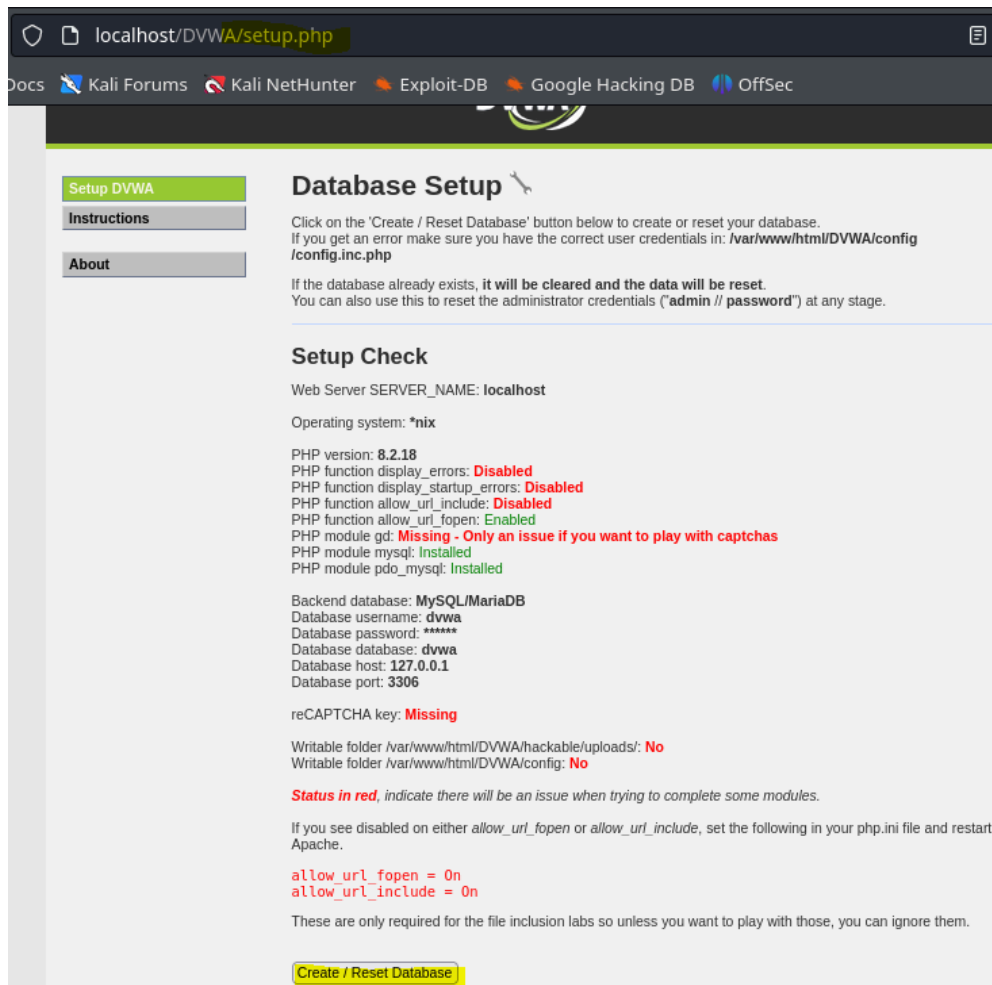 localhost/DVWA/setup.php
Docs Kali Forums Kali NetHunter Exploit-DB Google Hacking DB OffSec
Setup DVWA
Instructions
About
Database Setup
Click on the 'Create / Reset Database' button below to create or reset your database.
If you get an error make sure you have the correct user credentials in: /var/www/html/DVWA/config
/config.inc.php
If the database already exists, it will be cleared and the data will be reset.
You can also use this to reset the administrator credentials ("admin // password") at any stage.
Setup Check
Web Server SERVER_NAME: localhost
Operating system: *nix
PHP version: 8.2.18
PHP function display_errors: Disabled
PHP function display_startup_errors: Disabled
PHP function allow_url_include: Disabled
PHP function allow_url_fopen: Enabled
PHP module gd: Missing - Only an issue if you want to play with captchas
PHP module mysql: Installed
PHP module pdo_mysql: Installed
Backend database: MySQL/MariaDB
Database username: dvwa
Database password: ******
Database database: dvwa
Database host: 127.0.0.1
Database port: 3306
reCAPTCHA key: Missing
Writable folder /var/www/html/DVWA/hackable/uploads/: No
Writable folder /var/www/html/DVWA/config: No
Status in red, indicate there will be an issue when trying to complete some modules.
If you see disabled on either allow_url_fopen or allow_url_include, set the following in your php.ini file and restart
Apache.
allow_url_fopen = On
allow_url_include = On
These are only required for the file inclusion labs so unless you want to play with those, you can ignore them.
Create / Reset Database